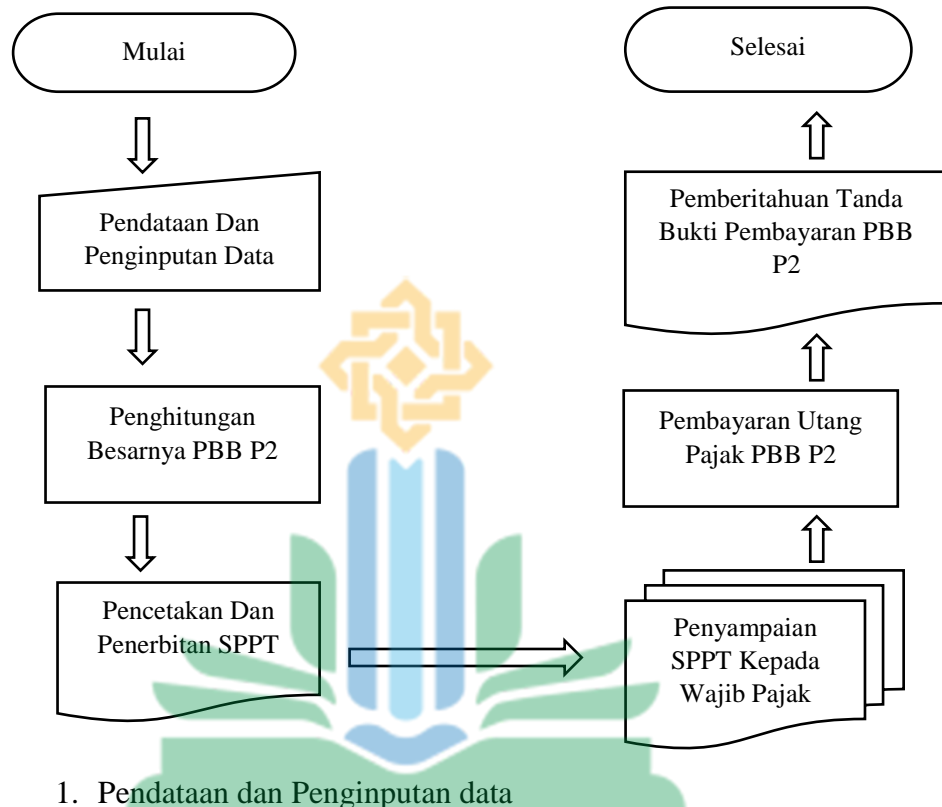 Mulai
Pendataan Dan
Penginputan Data
Penghitungan
Besarnya PBB P2
Pencetakan Dan
Penerbitan SPPT
Penyampaian
SPPT Kepada
Wajib Pajak
Pembayaran Utang
Pajak PBB P2
Pemberitahuan Tanda
Bukti Pembayaran PBB
P2
Selesai
1. Pendataan dan Penginputan data